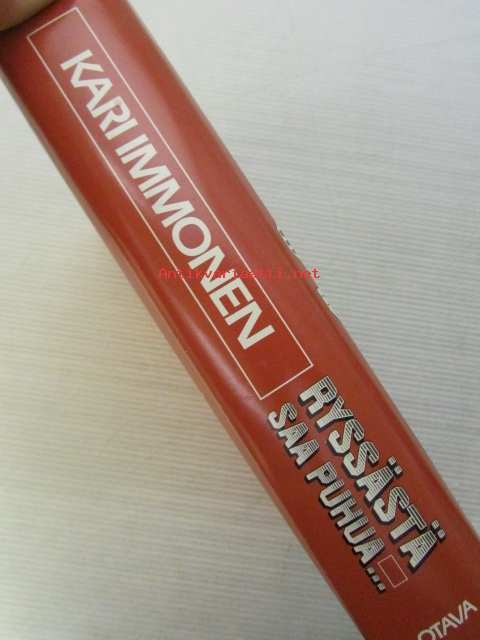 KARI IMMONEN
RYSSÄSTÄ
SAA PUHUA...
OTAVA
Antikvariaatti.net